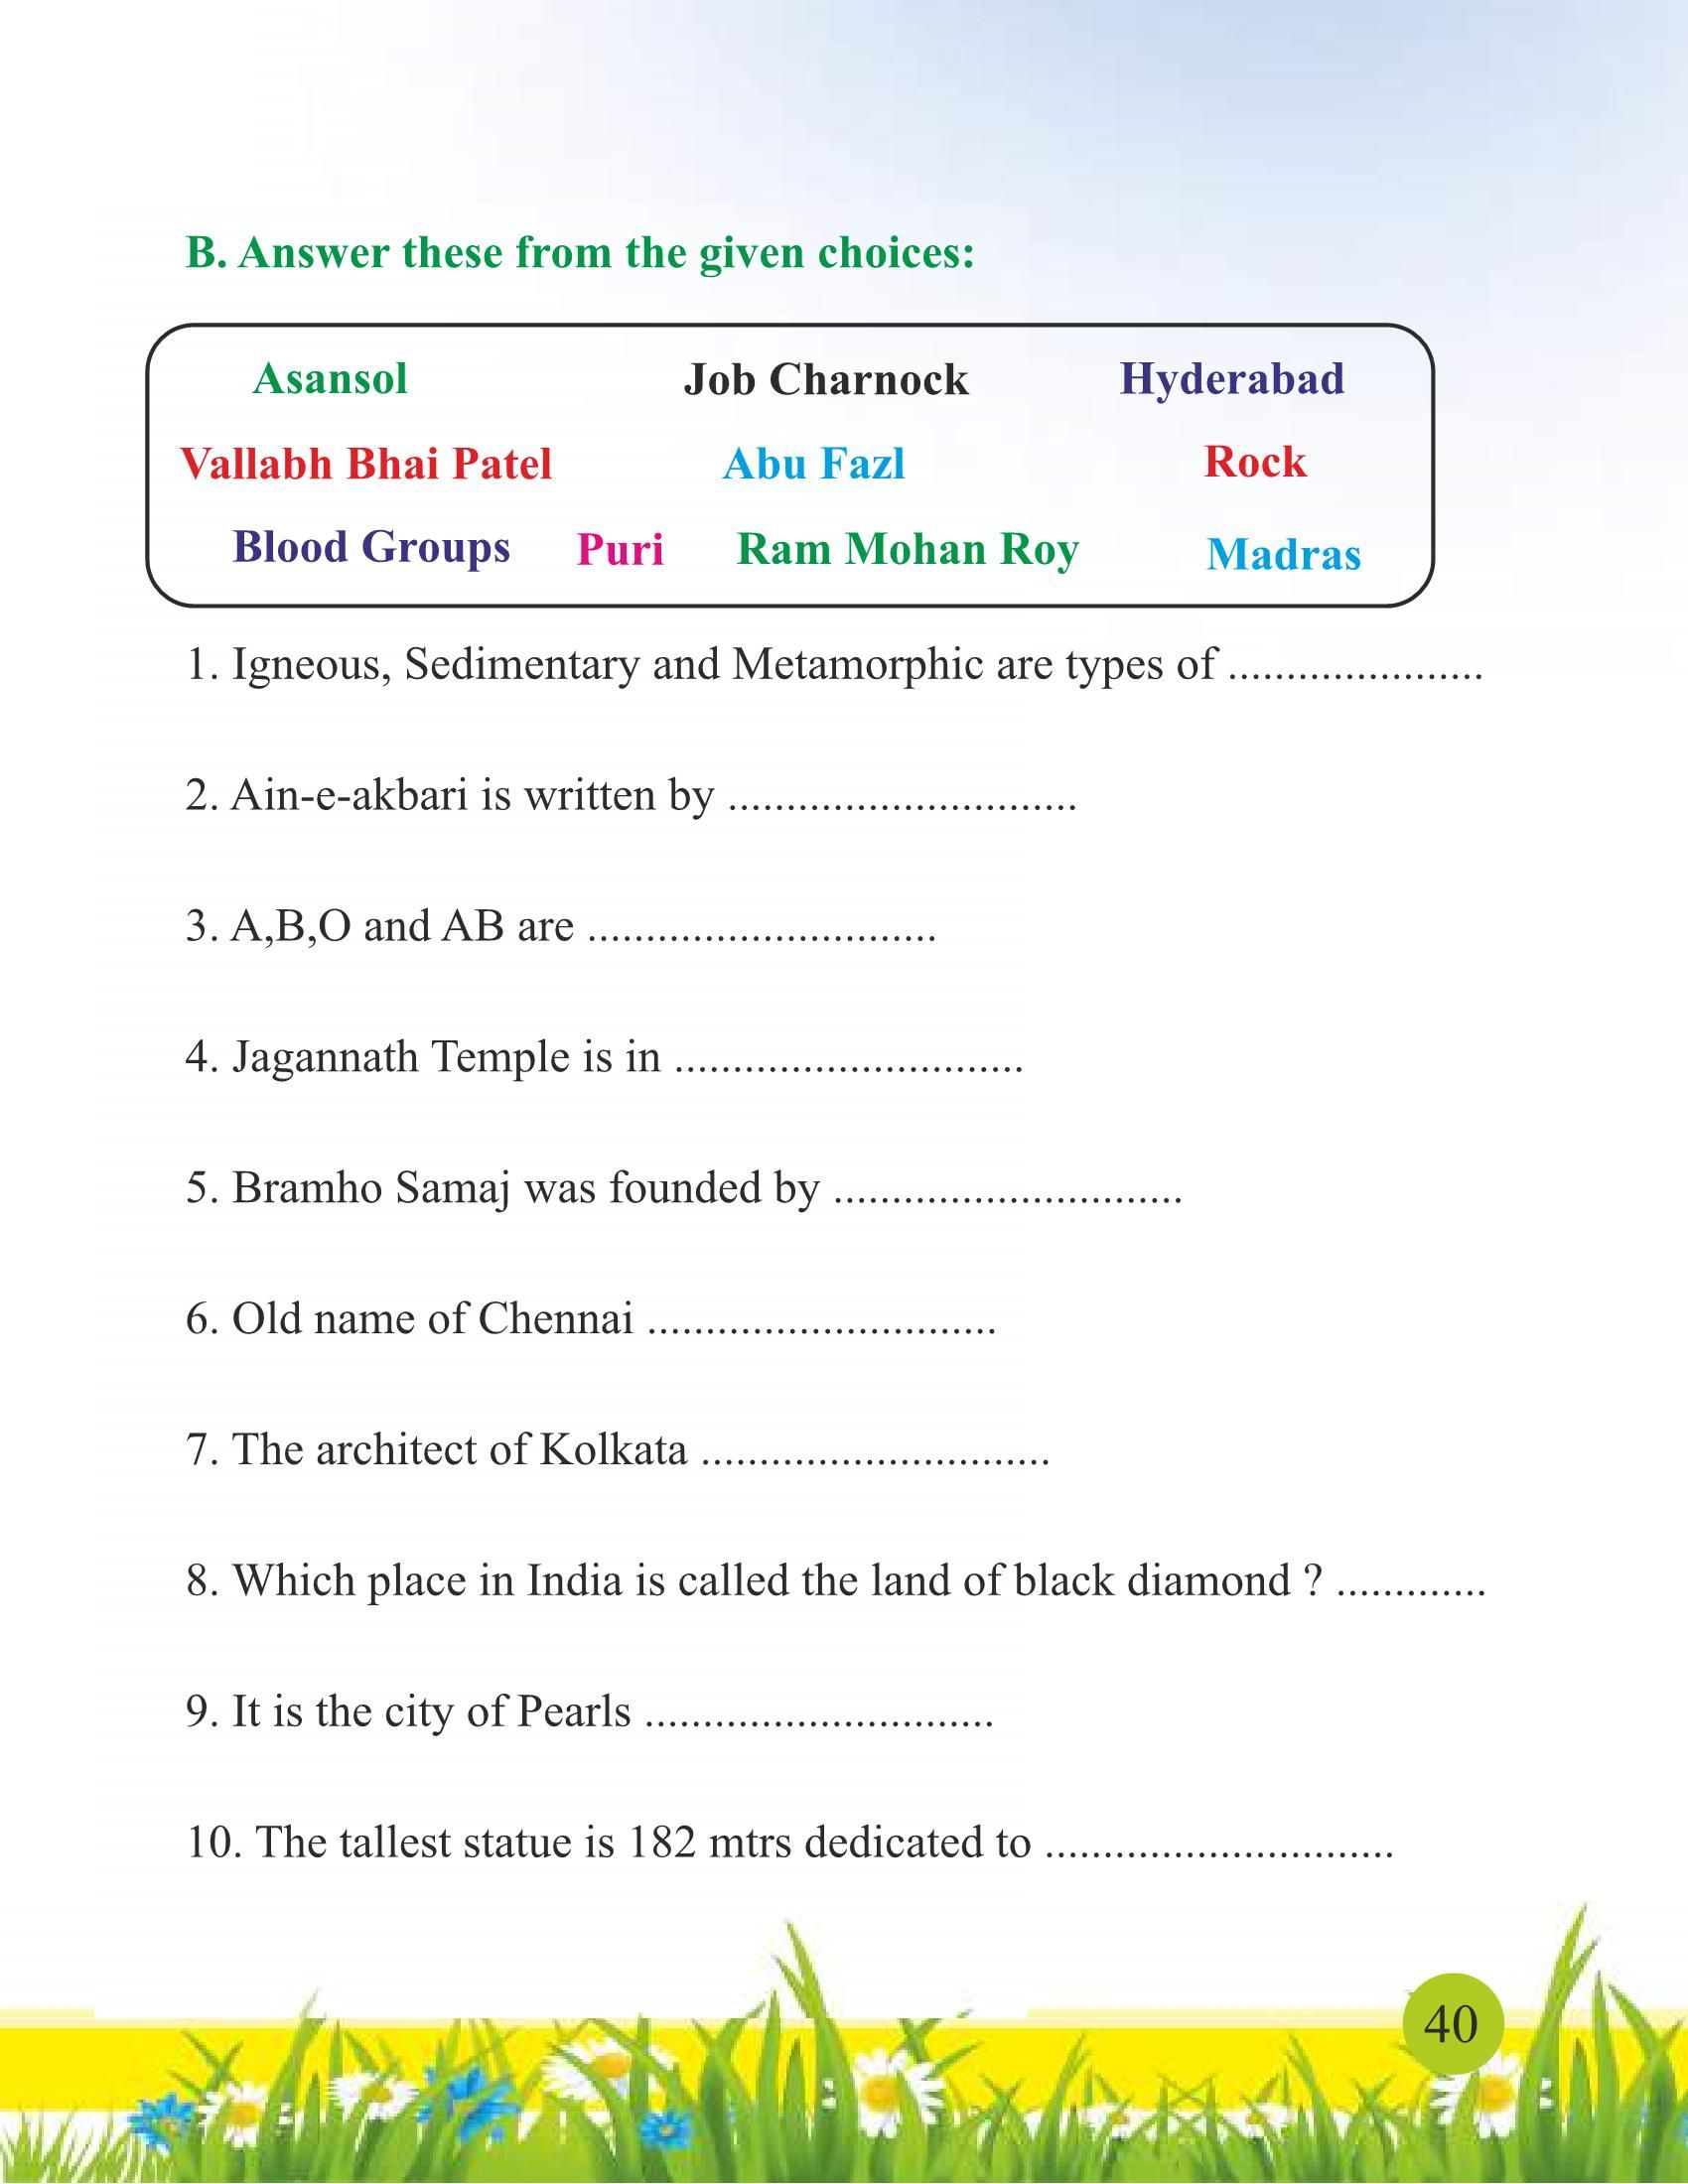 B. Answer these from the given choices:
Asansol Job Charnock Hyderabad
Vallabh Bhai Patel Abu Fazl Rock
Blood Groups Puri Ram Mohan Roy Madras
1. Igneous, Sedimentary and Metamorphic are types of ......................
2. Ain-e-akbari is written by ..............................
3. A,B,O and AB are ..............................
4. Jagannath Temple is in ..............................
5. Bramho Samaj was founded by ..............................
6. Old name of Chennai ..............................
7. The architect of Kolkata ..............................
8. Which place in India is called the land of black diamond ? .............
9. It is the city of Pearls ..............................
10. The tallest statue is 182 mtrs dedicated to ..............................
40